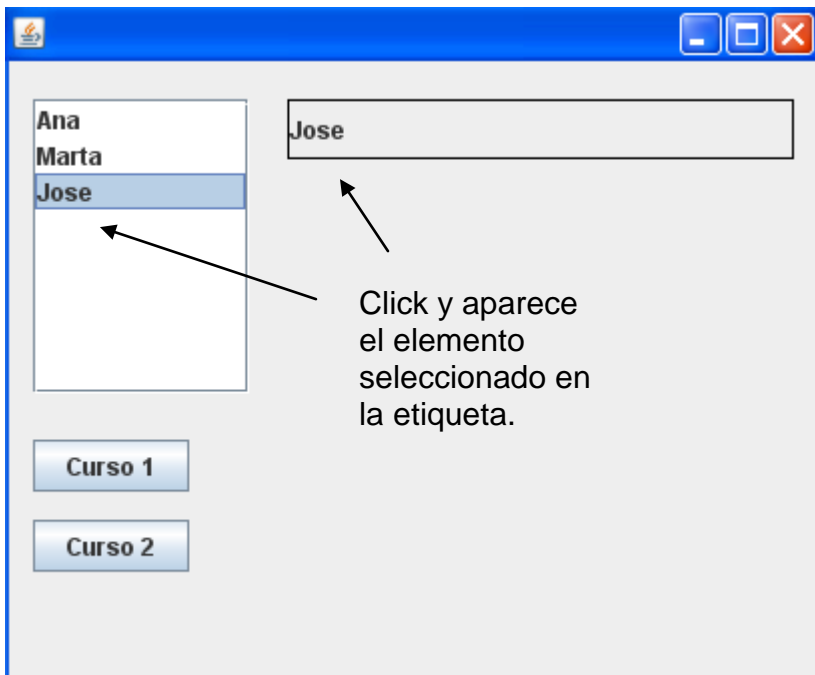 Ana
Marta
Jose
Jose
Click y aparece
el elemento
seleccionado en
la etiqueta.
Curso 1
Curso 2